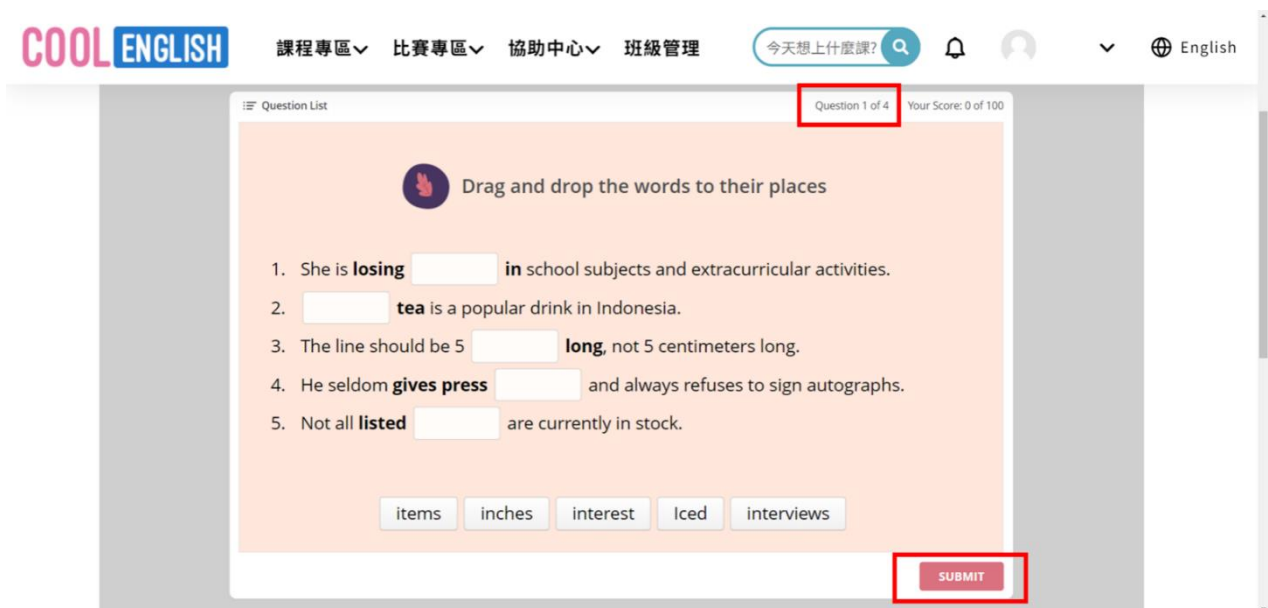 COOL ENGLISH 課程專區 比賽專區 協助中心 班級管理 今天想上什麼課? English
Question List Question 1 of 4 Your Score: 0 of 100
Drag and drop the words to their places
1. She is losing in school subjects and extracurricular activities.
2. tea is a popular drink in Indonesia.
3. The line should be 5 long, not 5 centimeters long.
4. He seldom gives press and always refuses to sign autographs.
5. Not all listed are currently in stock.
items inches interest Iced interviews
SUBMIT